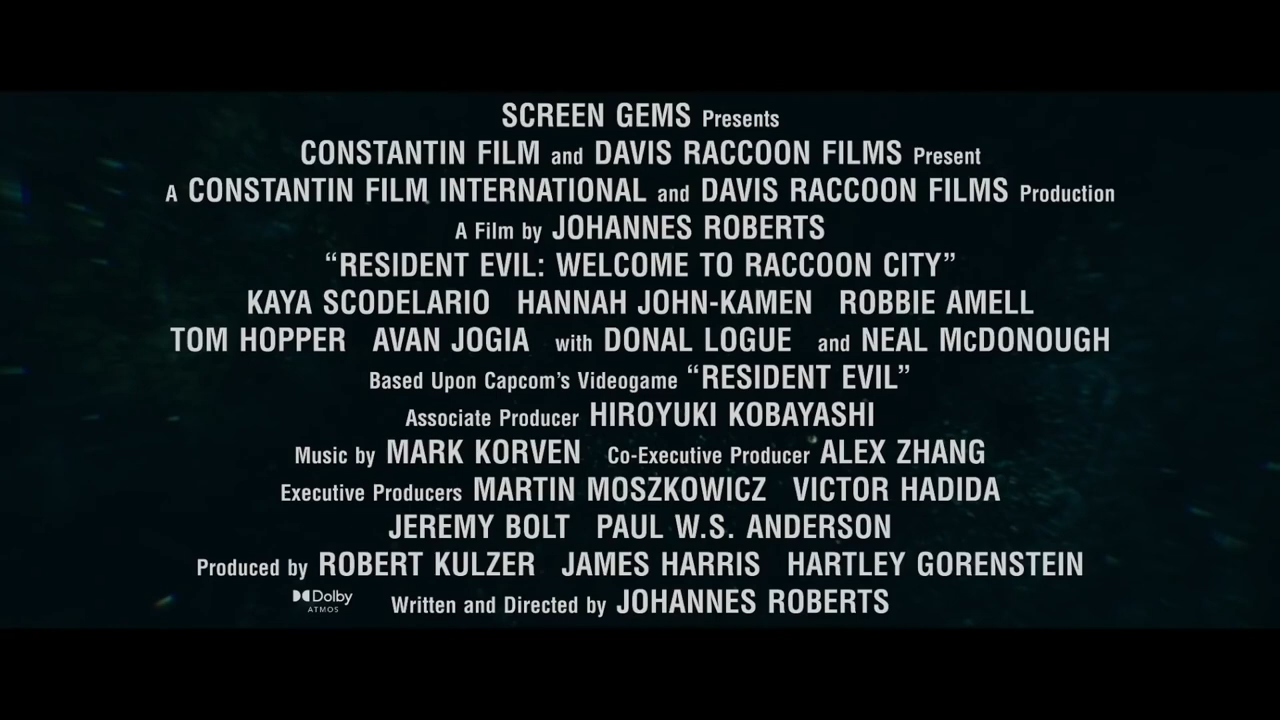 SCREEN GEMS Presents
CONSTANTIN FILM and DAVIS RACCOON FILMS Present
A CONSTANTIN FILM INTERNATIONAL and DAVIS RACCOON FILMS Production
A Film by JOHANNES ROBERTS
“RESIDENT EVIL: WELCOME TO RACCOON CITY”
KAYA SCODELARIO HANNAH JOHN-KAMEN ROBBIE AMELL
TOM HOPPER AVAN JOGIA with DONAL LOGUE and NEAL McDONOUGH
Based Upon Capcom’s Videogame “RESIDENT EVIL”
Associate Producer HIROYUKI KOBAYASHI
Music by MARK KORVEN Co-Executive Producer ALEX ZHANG
Executive Producers MARTIN MOSZKOWICZ VICTOR HADIDA
JEREMY BOLT PAUL W.S. ANDERSON
Produced by ROBERT KULZER JAMES HARRIS HARTLEY GORENSTEIN
Dolby ATMOS Written and Directed by JOHANNES ROBERTS